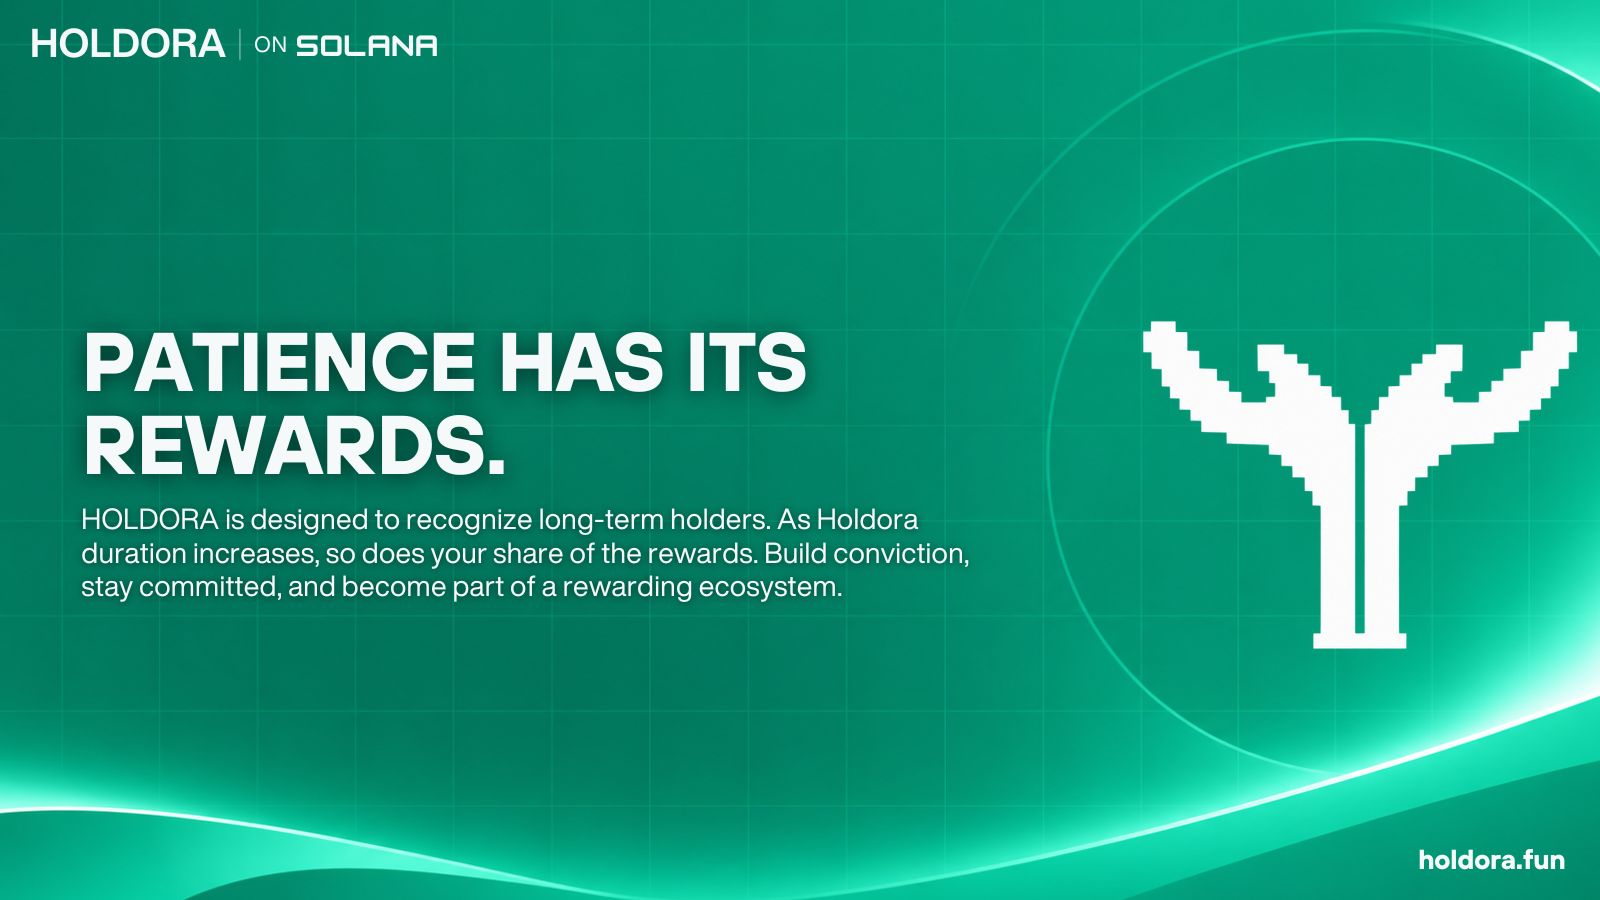 HOLDORA | ON SOLANA
PATIENCE HAS ITS
REWARDS.
HOLDORA is designed to recognize long-term holders. As Holdora
duration increases, so does your share of the rewards. Build conviction,
stay committed, and become part of a rewarding ecosystem.
holdora.fun